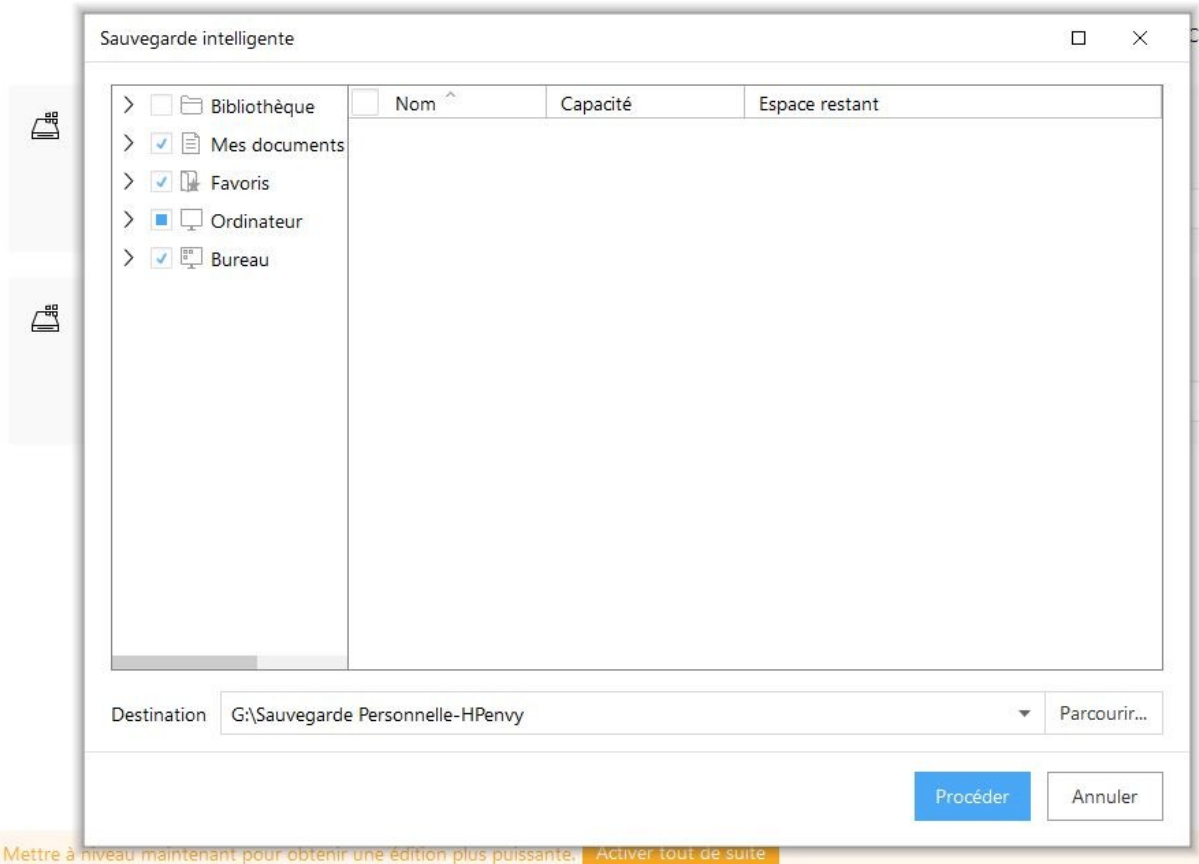 Sauvegarde intelligente
Bibliothèque
Mes documents
Favoris
Ordinateur
Bureau
Nom Capacité Espace restant
Destination G:\Sauvegarde Personnelle-HPenvy Parcourir...
Procéder Annuler
Mettre à niveau maintenant pour obtenir une édition plus puissante. Activer tout de suite